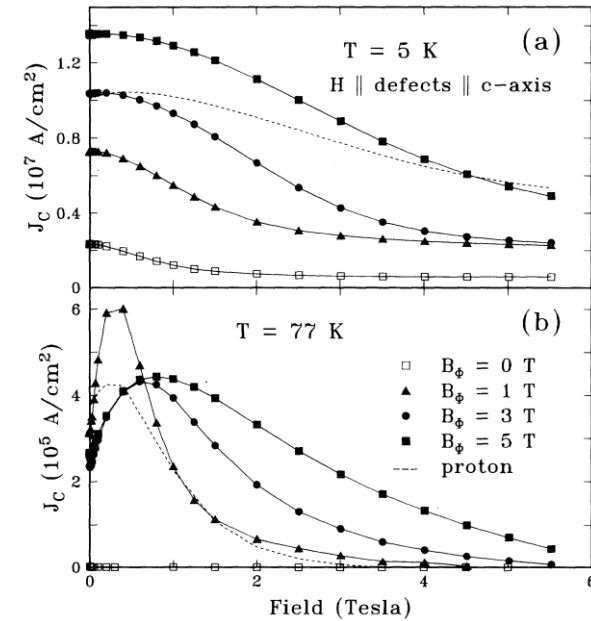 (a)
T = 5 K
H ∥ defects ∥ c-axis
J_C (10^7 A/cm^2)
1.2
0.8
0.4
0
(b)
T = 77 K
□ B_Φ = 0 T
▲ B_Φ = 1 T
● B_Φ = 3 T
■ B_Φ = 5 T
---- proton
J_C (10^5 A/cm^2)
6
4
2
0
0 2 4 6
Field (Tesla)